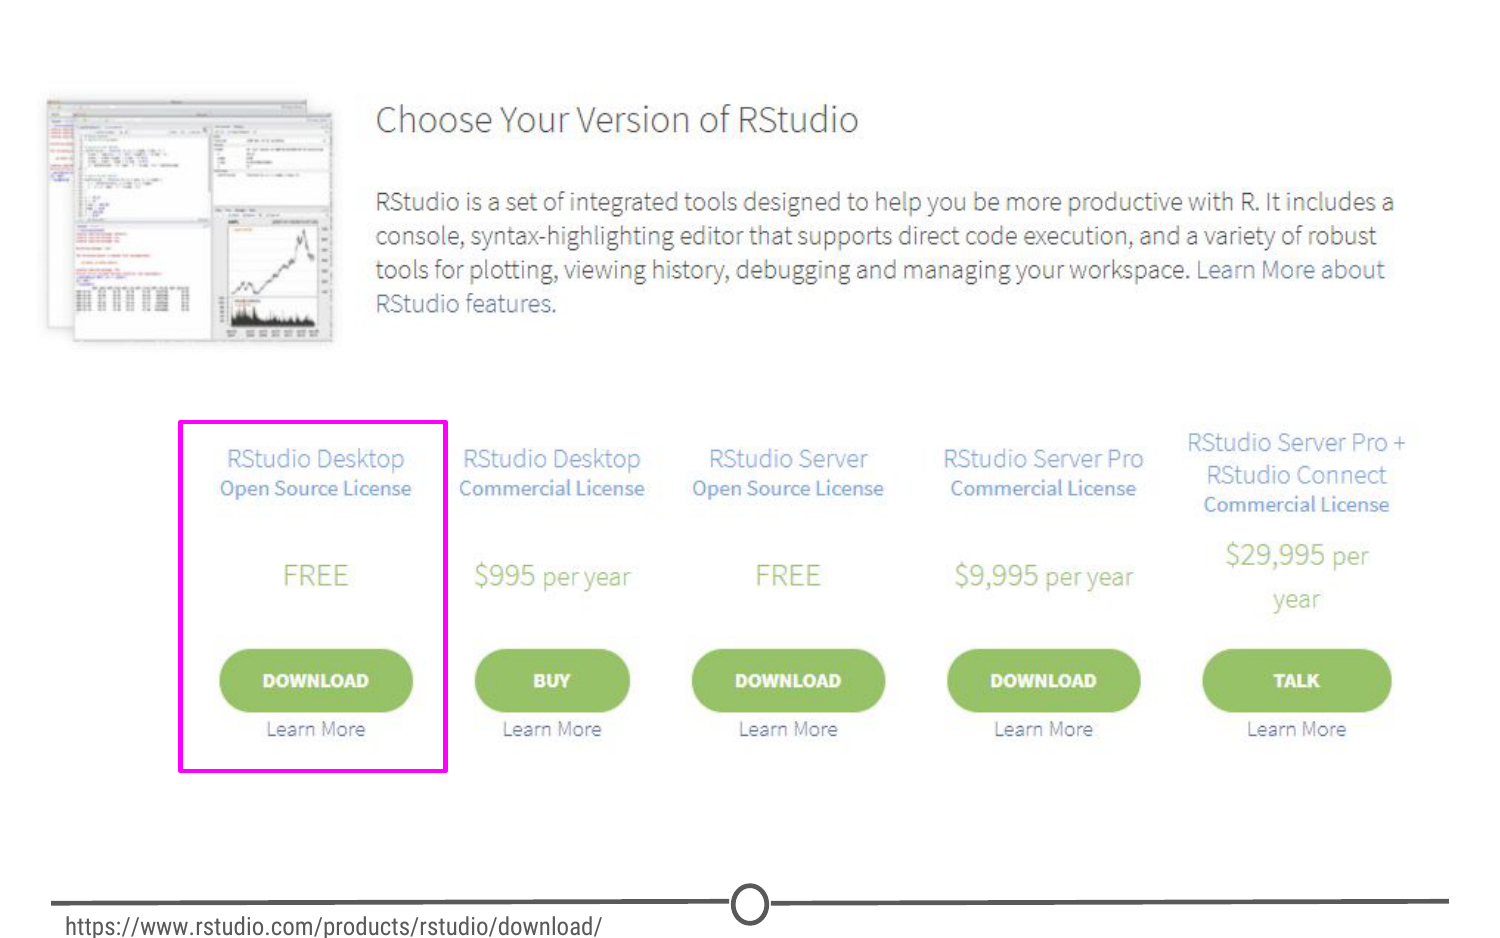 Choose Your Version of RStudio
RStudio is a set of integrated tools designed to help you be more productive with R. It includes a
console, syntax-highlighting editor that supports direct code execution, and a variety of robust
tools for plotting, viewing history, debugging and managing your workspace. Learn More about
RStudio features.
RStudio Desktop
Open Source License
FREE
DOWNLOAD
Learn More
RStudio Desktop
Commercial License
$995 per year
BUY
Learn More
RStudio Server
Open Source License
FREE
DOWNLOAD
Learn More
RStudio Server Pro
Commercial License
$9,995 per year
DOWNLOAD
Learn More
RStudio Server Pro +
RStudio Connect
Commercial License
$29,995 per
year
TALK
Learn More
https://www.rstudio.com/products/rstudio/download/